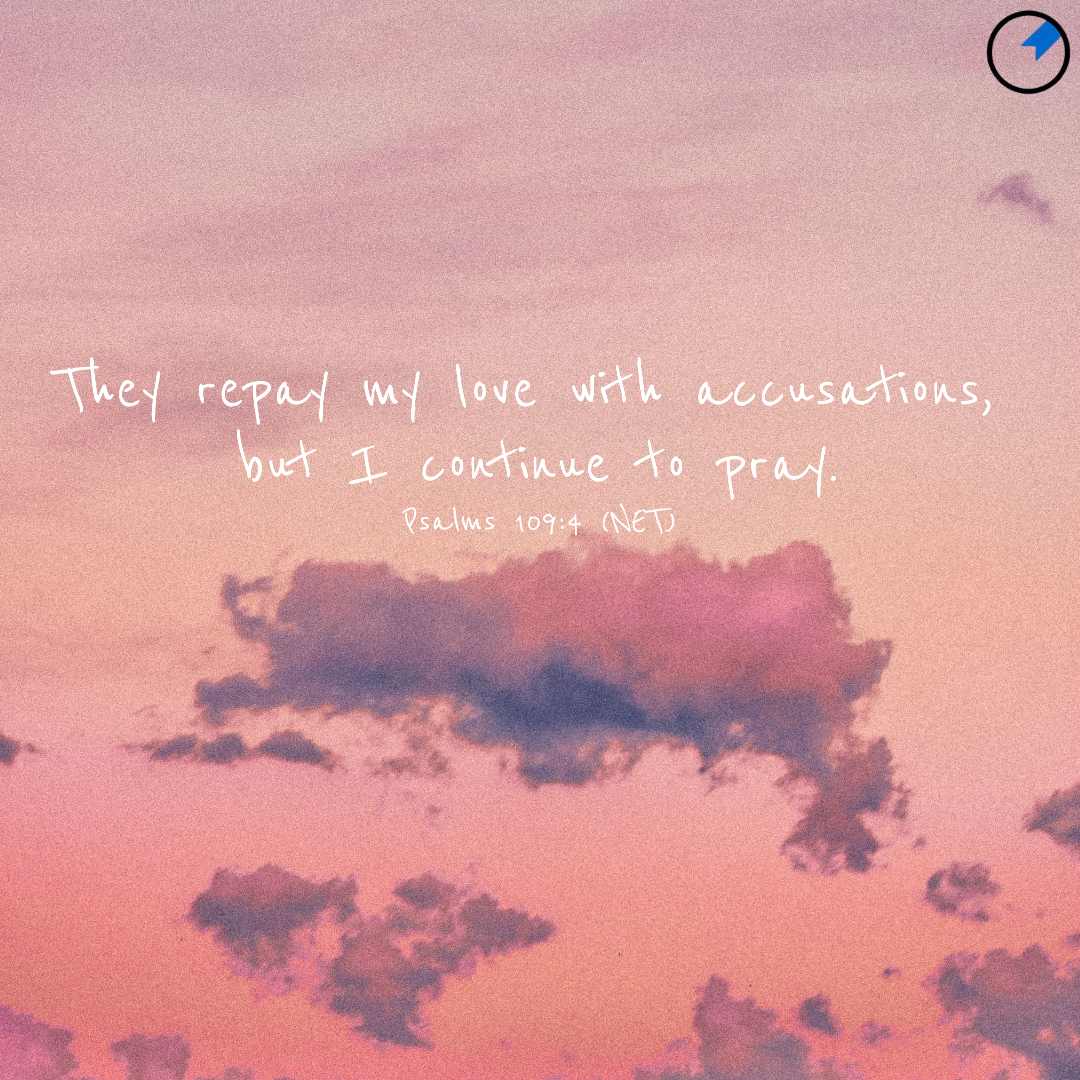 They repay my love with accusations,
but I continue to pray.
Psalms 109:4 (NET)